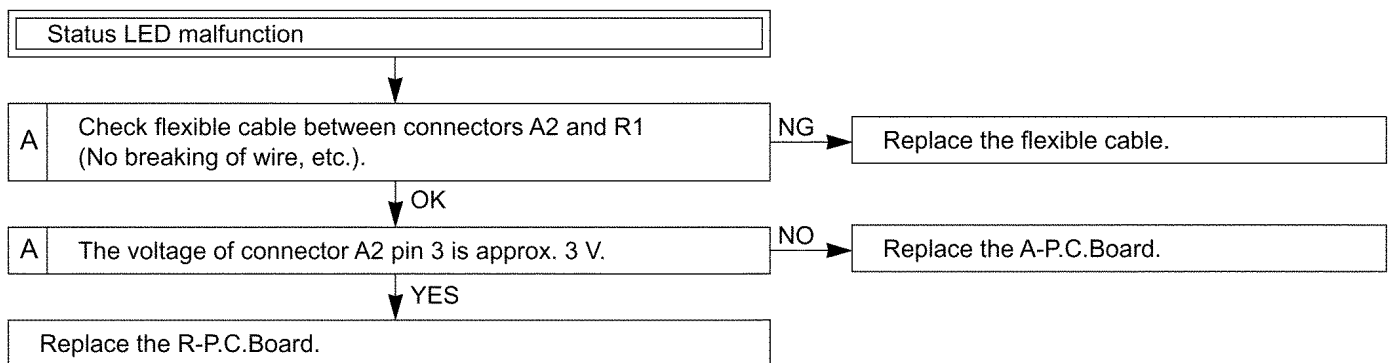 Status LED malfunction
A
Check flexible cable between connectors A2 and R1
(No breaking of wire, etc.).
NG
Replace the flexible cable.
OK
A
The voltage of connector A2 pin 3 is approx. 3 V.
NO
Replace the A-P.C.Board.
YES
Replace the R-P.C.Board.